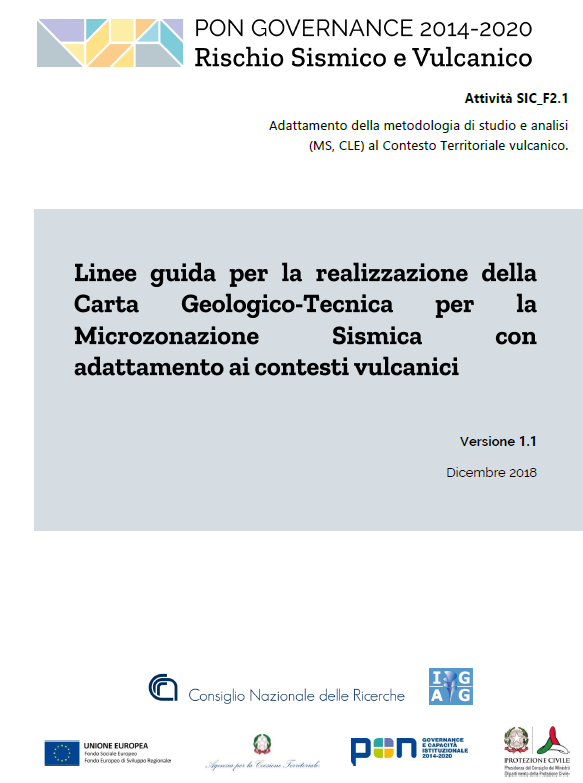 PON GOVERNANCE 2014-2020
Rischio Sismico e Vulcanico
Attività SIC_F2.1
Adattamento della metodologia di studio e analisi
(MS, CLE) al Contesto Territoriale vulcanico.
Linee guida per la realizzazione della
Carta Geologico-Tecnica per la
Microzonazione Sismica con
adattamento ai contesti vulcanici
Versione 1.1
Dicembre 2018
Consiglio Nazionale delle Ricerche
I G
A G
UNIONE EUROPEA
Fondo Sociale Europeo
Fondo Europeo di Sviluppo Regionale
Agenzia per la Coesione Territoriale
pon
GOVERNANCE
E CAPACITÀ
ISTITUZIONALE
2014-2020
PROTEZIONE CIVILE
Presidenza del Consiglio dei Ministri
Dipartimento della Protezione Civile